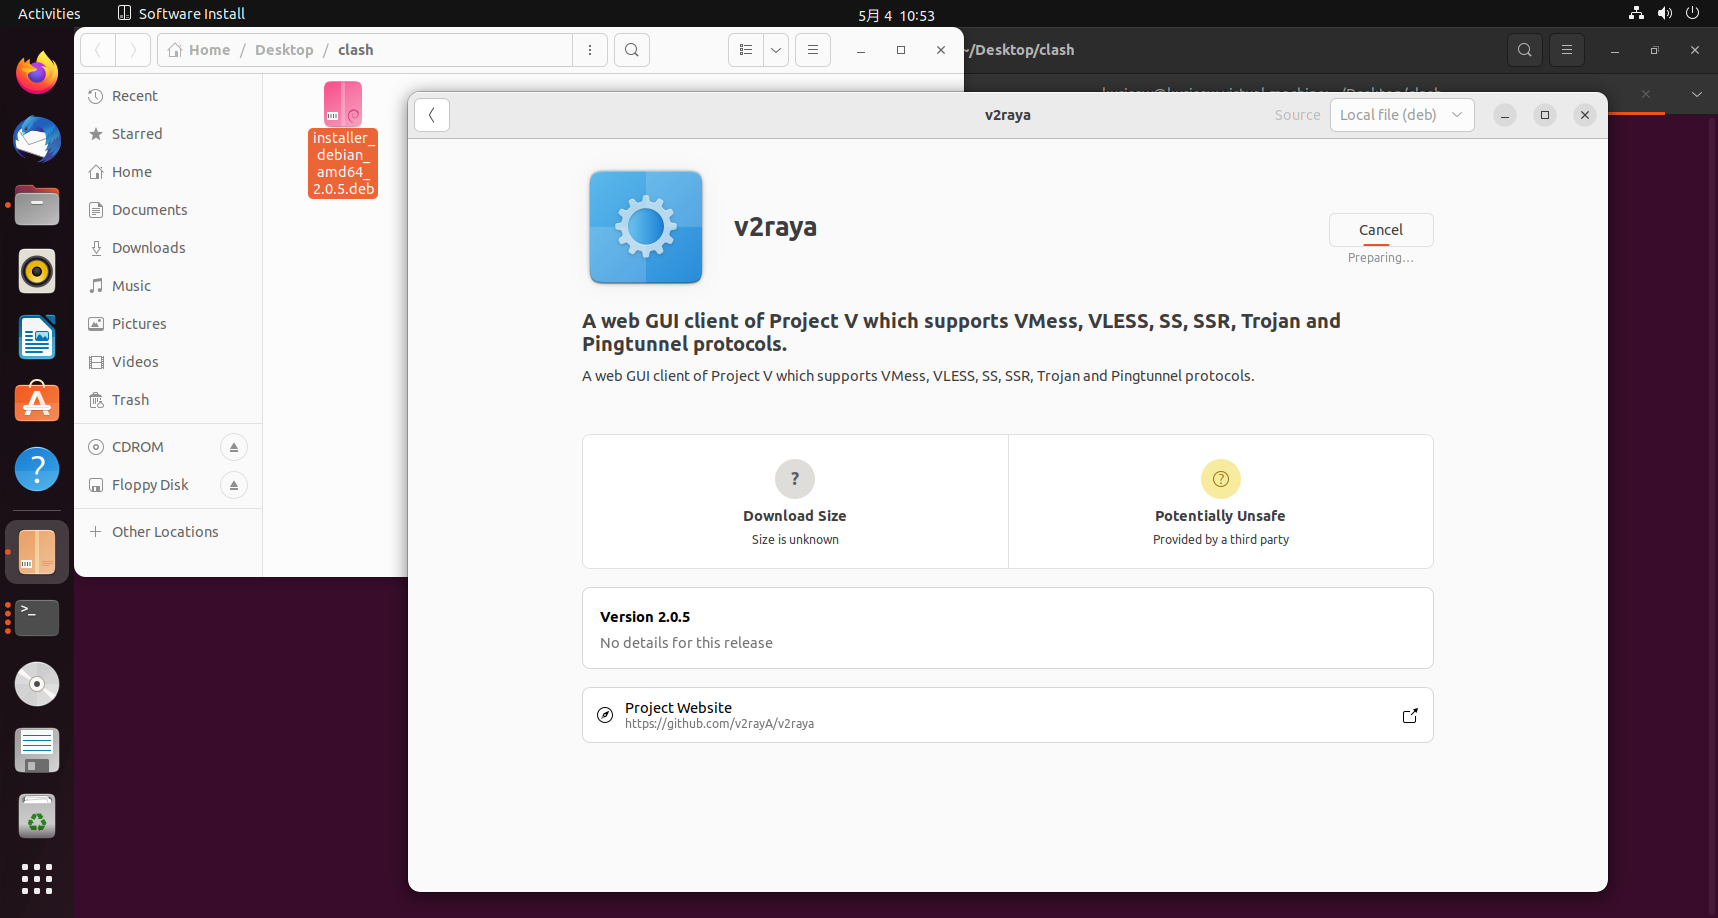 Activities
Software Install
5月 4 10:53
Home / Desktop / clash
~/Desktop/clash
Recent
Starred
Home
Documents
Downloads
Music
Pictures
Videos
Trash
CDROM
Floppy Disk
Other Locations
installer_
debian_
amd64_
2.0.5.deb
v2raya
Source
Local file (deb)
v2raya
Cancel
Preparing…
A web GUI client of Project V which supports VMess, VLESS, SS, SSR, Trojan and
Pingtunnel protocols.
A web GUI client of Project V which supports VMess, VLESS, SS, SSR, Trojan and Pingtunnel protocols.
?
Download Size
Size is unknown
?
Potentially Unsafe
Provided by a third party
Version 2.0.5
No details for this release
Project Website
https://github.com/v2rayA/v2raya